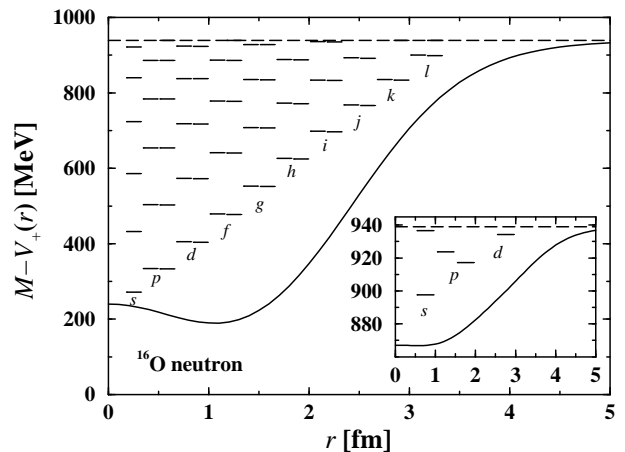 M−V₊(r) [MeV]
1000
800
600
400
200
0
s
p
d
f
g
h
i
j
k
l
¹⁶O neutron
940
920
900
880
s
p
d
0 1 2 3 4 5
0 1 2 3 4 5
r [fm]